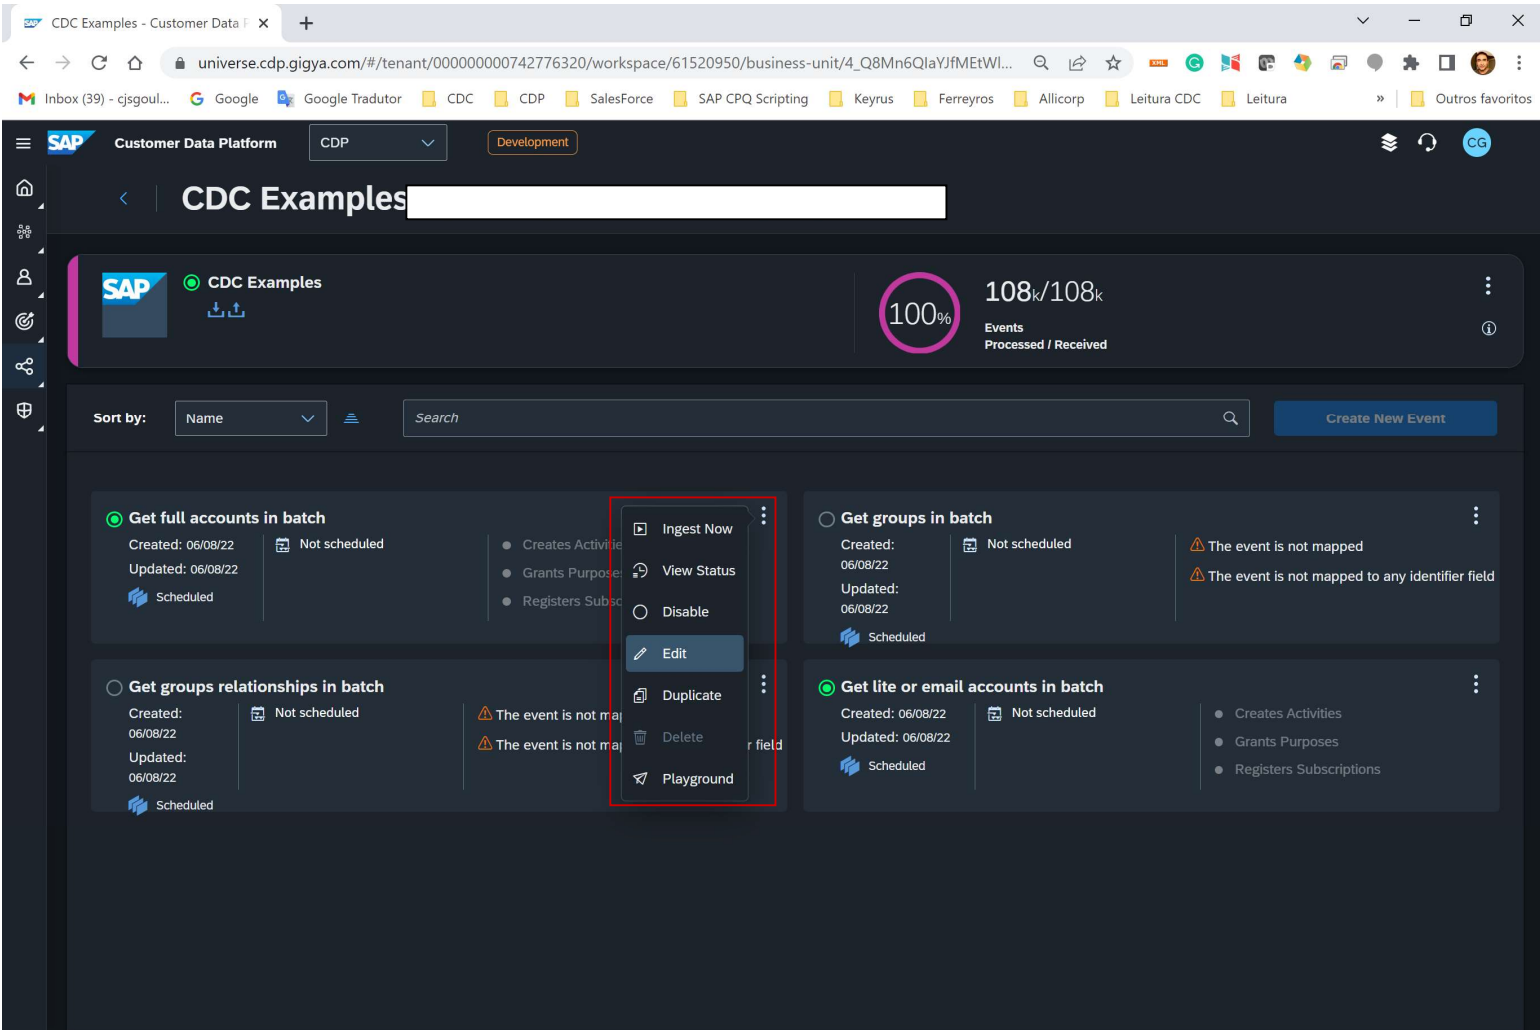 CDC Examples - Customer Data P
universe.cdp.gigya.com/#/tenant/000000000742776320/workspace/61520950/business-unit/4_Q8Mn6QIaYJfMEtWl...
Inbox (39) - cjsgoul...
Google
Google Tradutor
CDC
CDP
SalesForce
SAP CPQ Scripting
Keyrus
Ferreyros
Allicorp
Leitura CDC
Leitura
»
Outros favoritos
SAP
Customer Data Platform
CDP
Development
CG
CDC Examples
SAP
CDC Examples
100%
108k/108k
Events
Processed / Received
Sort by:
Name
Search
Create New Event
Get full accounts in batch
Created: 06/08/22
Updated: 06/08/22
Scheduled
Not scheduled
Creates Activitie
Grants Purpose
Registers Subsc
Ingest Now
View Status
Disable
Edit
Duplicate
Delete
Playground
Get groups in batch
Created:
06/08/22
Updated:
06/08/22
Scheduled
Not scheduled
The event is not mapped
The event is not mapped to any identifier field
Get groups relationships in batch
Created:
06/08/22
Updated:
06/08/22
Scheduled
Not scheduled
The event is not ma
The event is not ma r field
Get lite or email accounts in batch
Created: 06/08/22
Updated: 06/08/22
Scheduled
Not scheduled
Creates Activities
Grants Purposes
Registers Subscriptions